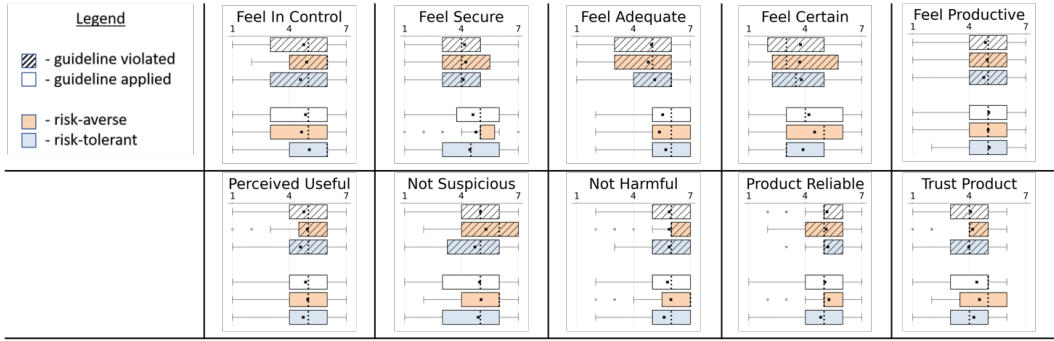 Legend
- guideline violated
- guideline applied
- risk-averse
- risk-tolerant
Feel In Control
1 4 7
Feel Secure
1 4 7
Feel Adequate
1 4 7
Feel Certain
1 4 7
Feel Productive
1 4 7
Perceived Useful
1 4 7
Not Suspicious
1 4 7
Not Harmful
1 4 7
Product Reliable
1 4 7
Trust Product
1 4 7